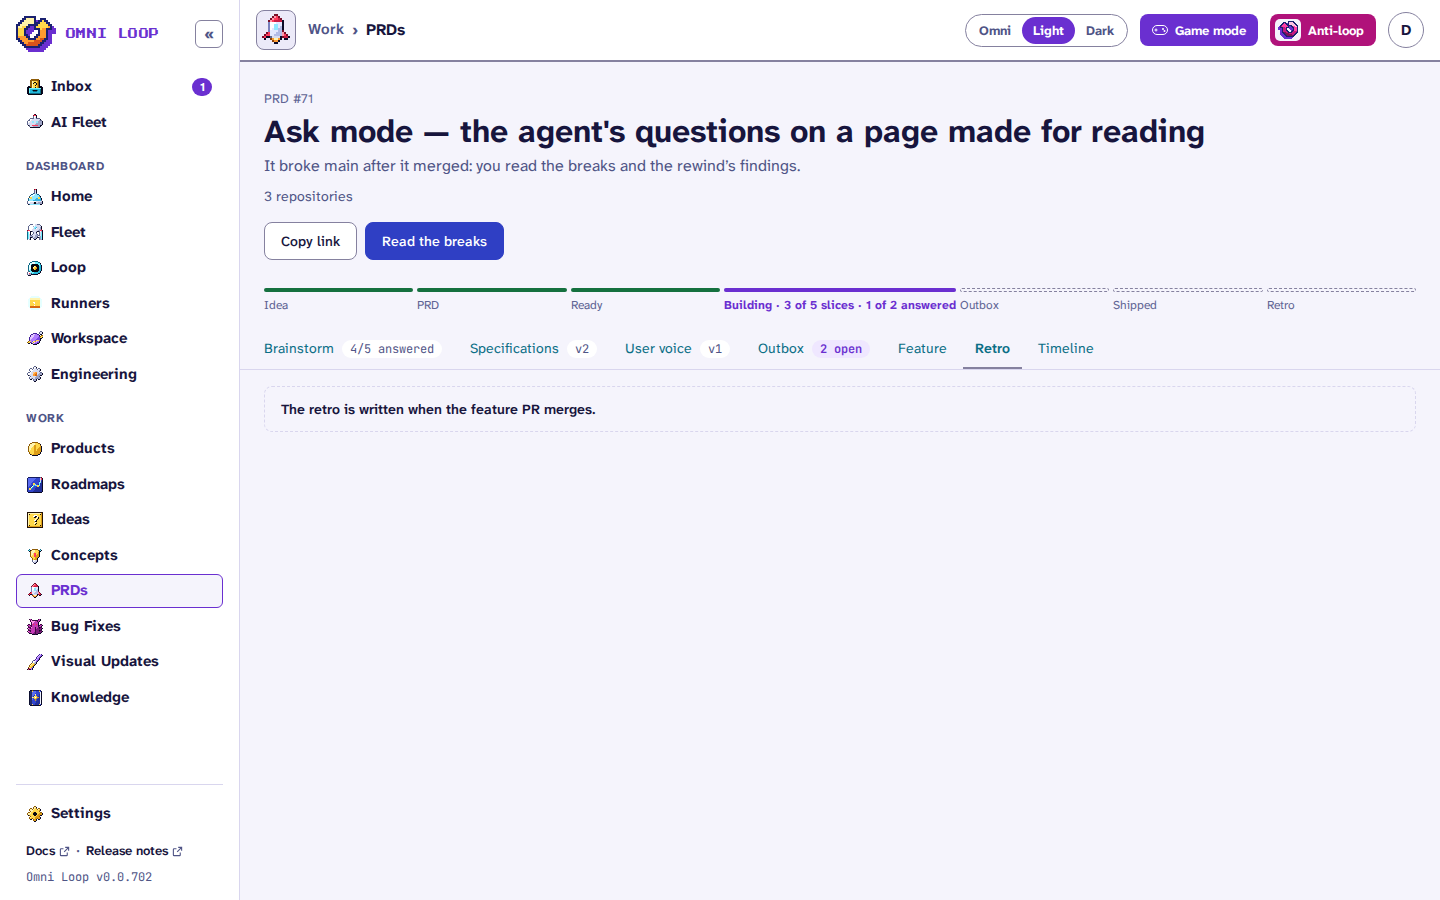 OMNI LOOP
«
Inbox
1
AI Fleet
DASHBOARD
Home
Fleet
Loop
Runners
Workspace
Engineering
WORK
Products
Roadmaps
Ideas
Concepts
PRDs
Bug Fixes
Visual Updates
Knowledge
Settings
Docs · Release notes
Omni Loop v0.0.702
Work › PRDs
Omni Light Dark
Game mode
Anti-loop
D
PRD #71
Ask mode — the agent's questions on a page made for reading
It broke main after it merged: you read the breaks and the rewind’s findings.
3 repositories
Copy link
Read the breaks
Idea
PRD
Ready
Building · 3 of 5 slices · 1 of 2 answered
Outbox
Shipped
Retro
Brainstorm 4/5 answered
Specifications v2
User voice v1
Outbox 2 open
Feature
Retro
Timeline
The retro is written when the feature PR merges.